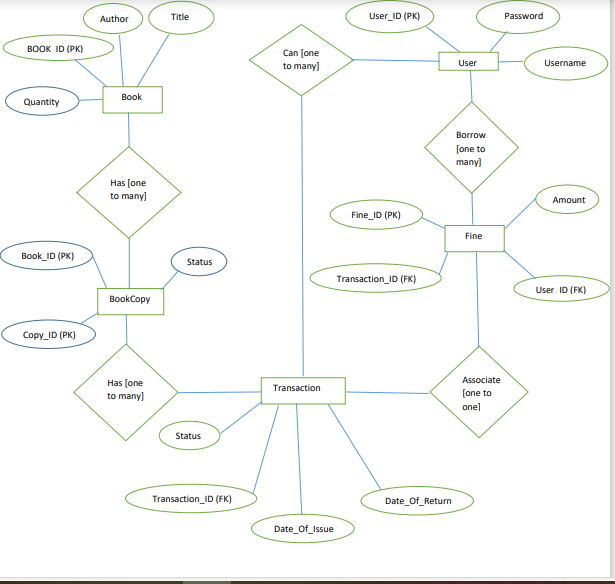 Author
Title
User_ID (PK)
Password
BOOK_ID (PK)
Can [one
to many]
User
Username
Quantity
Book
Borrow
[one to
many]
Has [one
to many]
Fine_ID (PK)
Amount
Fine
Book_ID (PK)
Status
Transaction_ID (FK)
User_ID (FK)
BookCopy
Copy_ID (PK)
Has [one
to many]
Transaction
Associate
[one to
one]
Status
Transaction_ID (FK)
Date_Of_Return
Date_Of_Issue